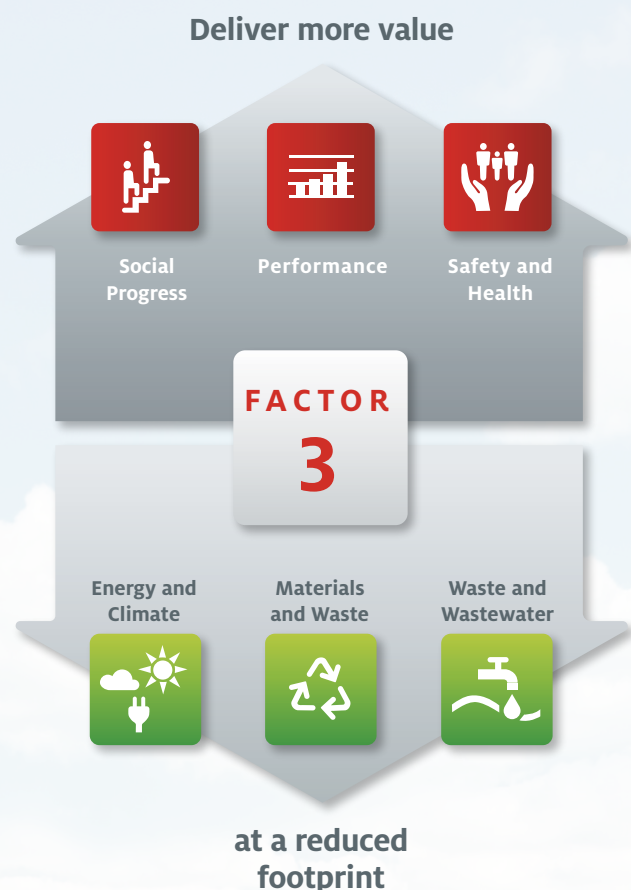 Deliver more value
Social
Progress
Performance
Safety and
Health
FACTOR
3
Energy and
Climate
Materials
and Waste
Waste and
Wastewater
at a reduced
footprint